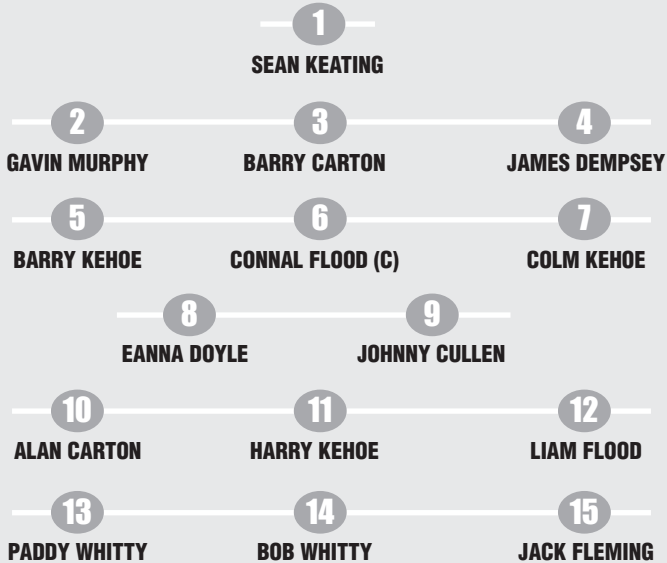 1
SEAN KEATING
2 3 4
GAVIN MURPHY BARRY CARTON JAMES DEMPSEY
5 6 7
BARRY KEHOE CONNAL FLOOD (C) COLM KEHOE
8 9
EANNA DOYLE JOHNNY CULLEN
10 11 12
ALAN CARTON HARRY KEHOE LIAM FLOOD
13 14 15
PADDY WHITTY BOB WHITTY JACK FLEMING